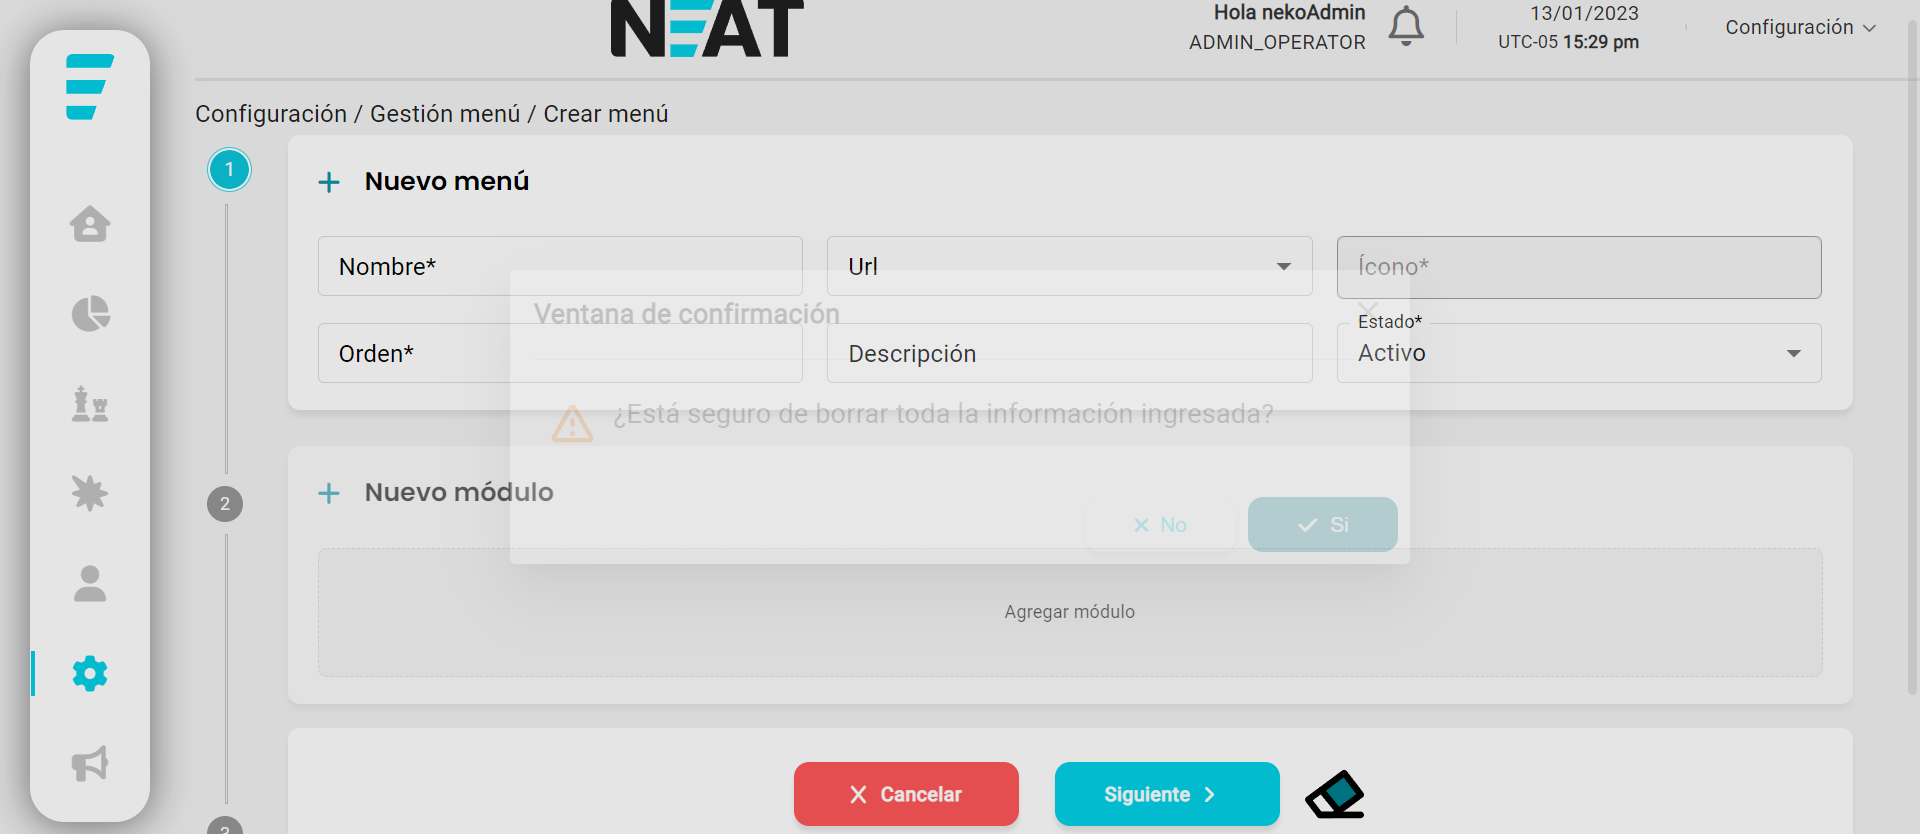 NEAT
Hola nekoAdmin
ADMIN_OPERATOR
13/01/2023
UTC-05 15:29 pm
Configuración
Configuración / Gestión menú / Crear menú
1
Nuevo menú
Nombre*
Url
Ícono*
Ventana de confirmación
Orden*
Descripción
Estado*
Activo
¿Está seguro de borrar toda la información ingresada?
2
Nuevo módulo
No
Si
Agregar módulo
Cancelar
Siguiente
3